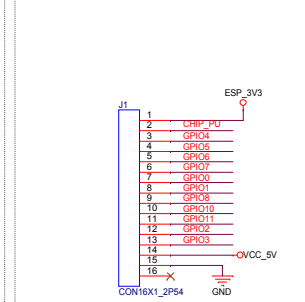 ESP_3V3
J1
1
2 CHIP_PU
3 GPIO4
4 GPIO5
5 GPIO6
6 GPIO7
7 GPIO0
8 GPIO1
9 GPIO8
10 GPIO10
11 GPIO11
12 GPIO2
13 GPIO3
14 VCC_5V
15
16
CON16X1_2P54 GND